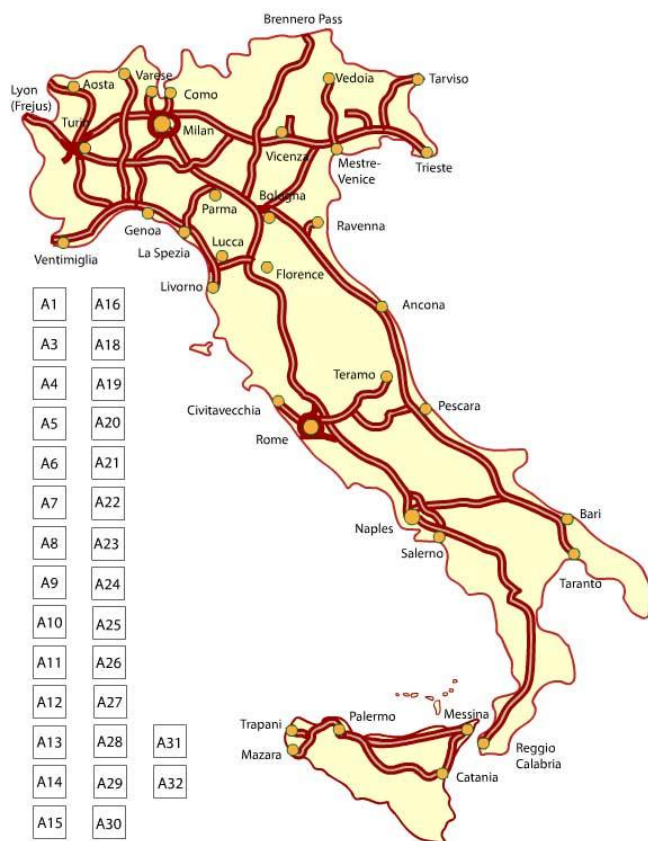 Brennero Pass
Lyon
(Frejus)
Aosta
Varese
Como
Vedoia
Tarviso
Turin
Milan
Vicenza
Mestre-
Venice
Trieste
Parma
Bologna
Ravenna
Genoa
La Spezia
Lucca
Ventimiglia
Florence
Livorno
Ancona
Teramo
Civitavecchia
Pescara
Rome
Naples
Bari
Salerno
Taranto
Trapani
Palermo
Messina
Mazara
Reggio
Calabria
Catania
A1 A16
A3 A18
A4 A19
A5 A20
A6 A21
A7 A22
A8 A23
A9 A24
A10 A25
A11 A26
A12 A27
A13 A28 A31
A14 A29 A32
A15 A30